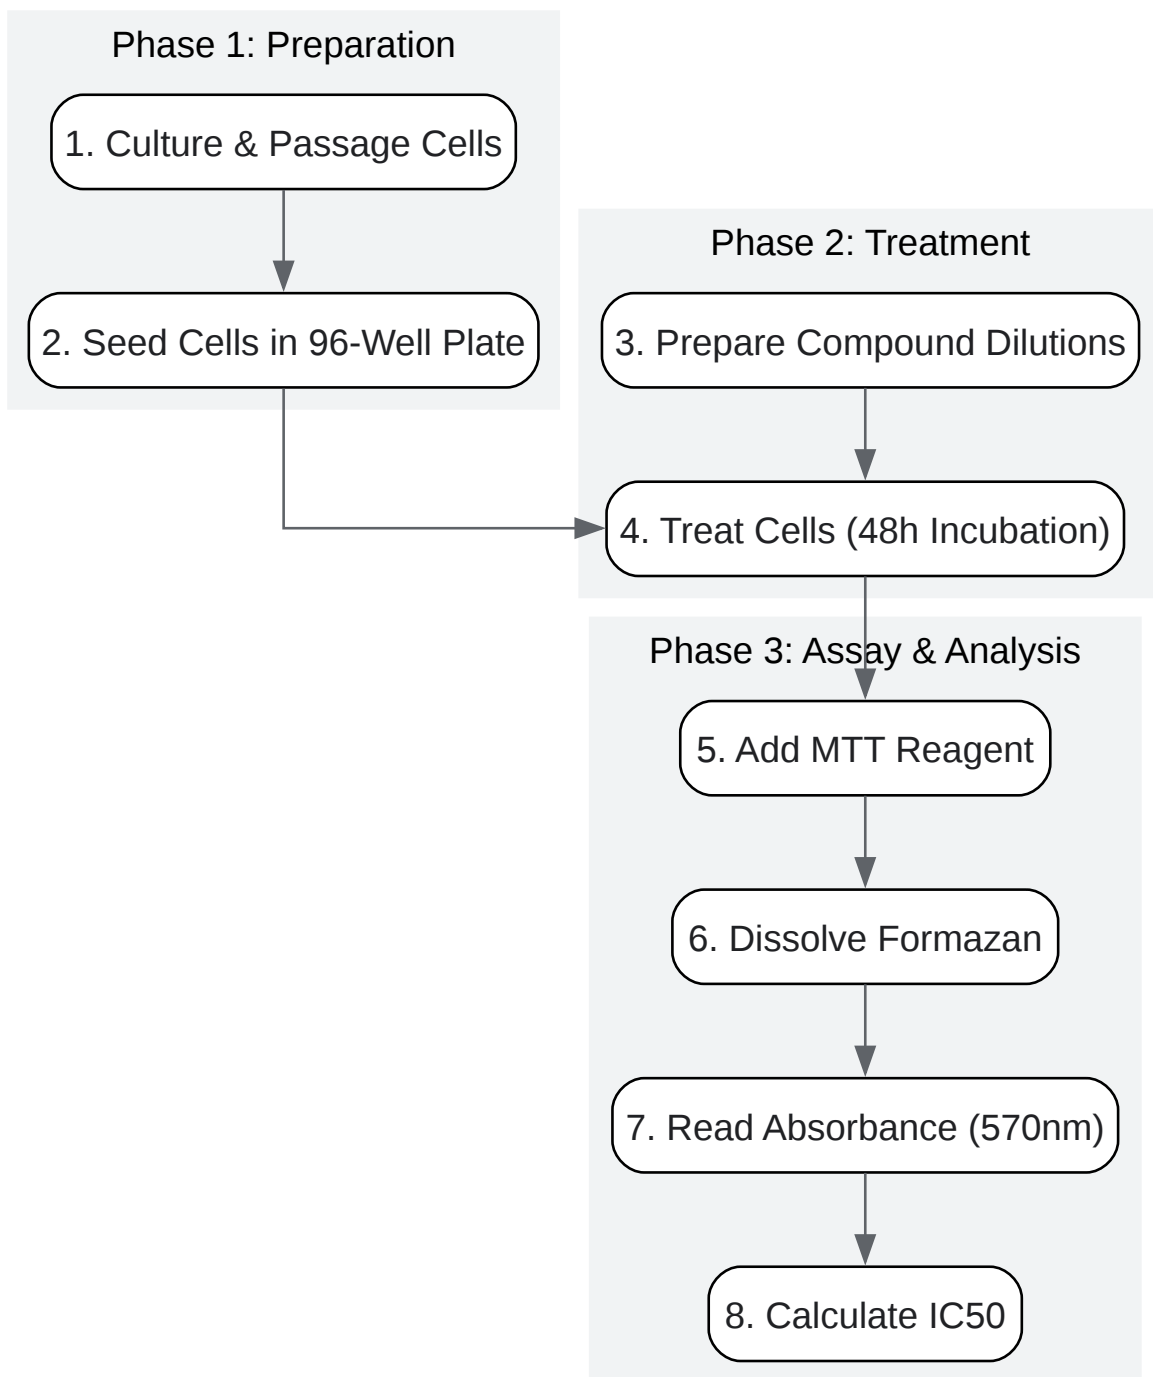 Phase 1: Preparation
1. Culture & Passage Cells
2. Seed Cells in 96-Well Plate
Phase 2: Treatment
3. Prepare Compound Dilutions
4. Treat Cells (48h Incubation)
Phase 3: Assay & Analysis
5. Add MTT Reagent
6. Dissolve Formazan
7. Read Absorbance (570nm)
8. Calculate IC50